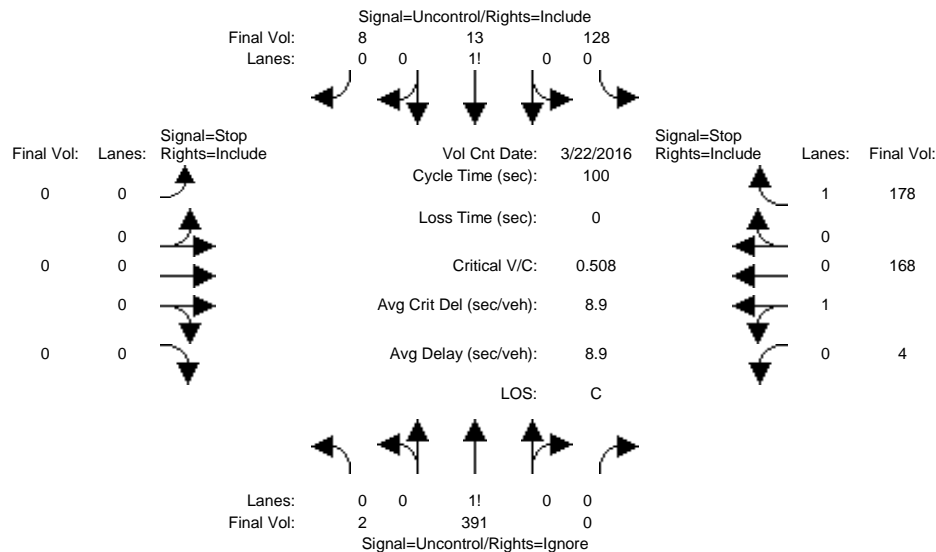 Signal=Uncontrol/Rights=Include
Final Vol: 8 13 128
Lanes: 0 0 1! 0 0
Signal=Stop Signal=Stop
Final Vol: Lanes: Rights=Include Vol Cnt Date: 3/22/2016 Rights=Include Lanes: Final Vol:
Cycle Time (sec): 100
0 0 1 178
Loss Time (sec): 0
0 0
0 0 Critical V/C: 0.508 0 168
0 Avg Crit Del (sec/veh): 8.9 1
0 0 Avg Delay (sec/veh): 8.9 0 4
LOS: C
Lanes: 0 0 1! 0 0
Final Vol: 2 391 0
Signal=Uncontrol/Rights=Ignore